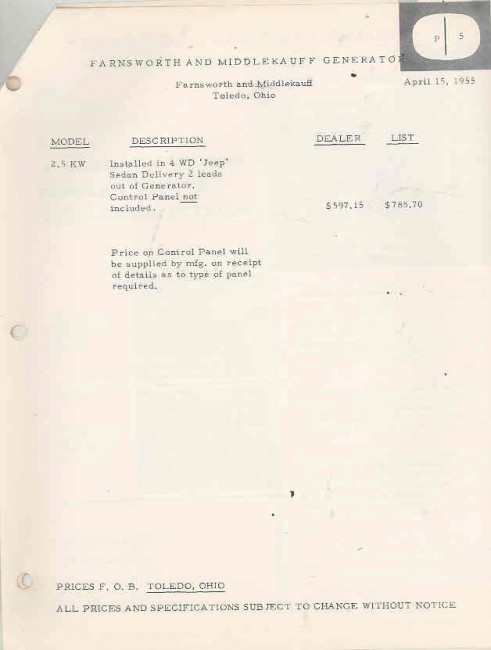 P 5
FARNSWORTH AND MIDDLEKAUFF GENERATOR
Farnsworth and Middlekauff
Toledo, Ohio
April 15, 1955
MODEL DESCRIPTION DEALER LIST
2.5 KW Installed in 4 WD 'Jeep'
Sedan Delivery 2 leads
out of Generator.
Control Panel not
included. $597.15 $785.70
Price on Control Panel will
be supplied by mfg. on receipt
of details as to type of panel
required.
PRICES F. O. B. TOLEDO, OHIO
ALL PRICES AND SPECIFICATIONS SUBJECT TO CHANGE WITHOUT NOTICE